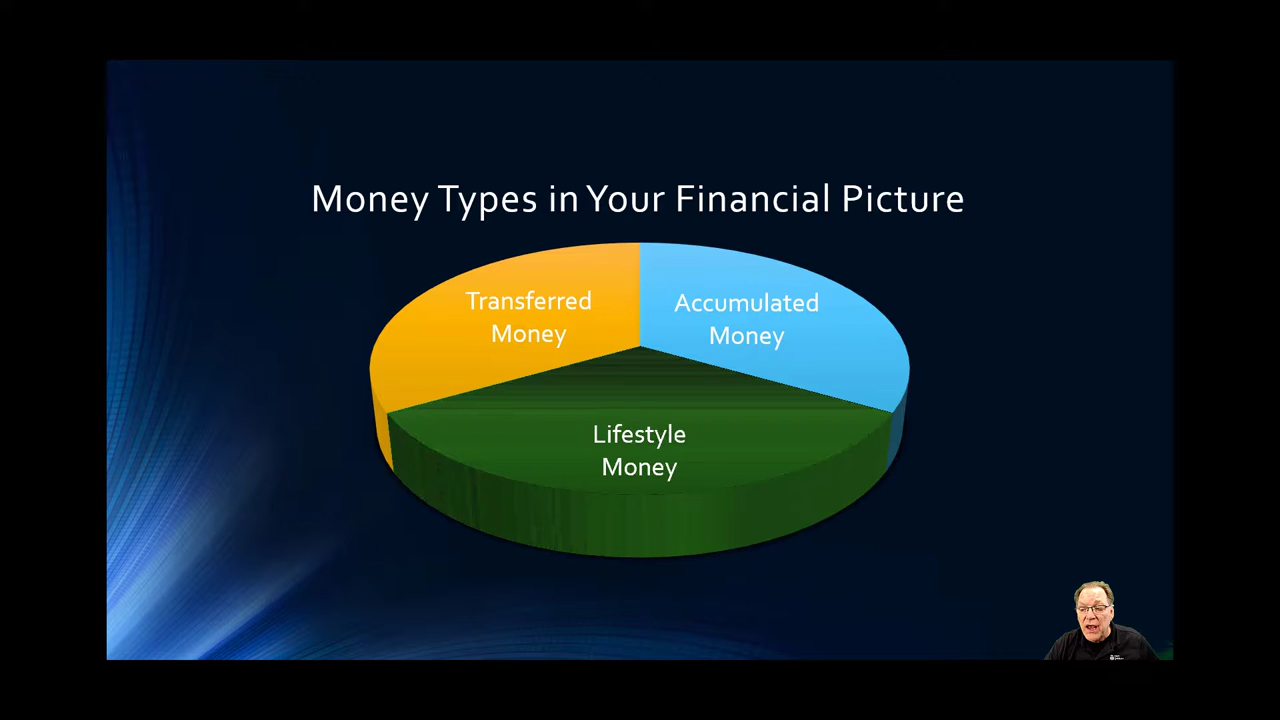 Money Types in Your Financial Picture
Transferred
Money
Accumulated
Money
Lifestyle
Money